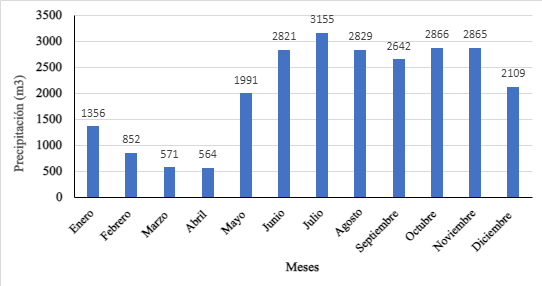 3500
3000
2500
2000
1500
1000
500
0
Precipitación (m3)
1356
852
571
564
1991
2821
3155
2829
2642
2866
2865
2109
Enero
Febrero
Marzo
Abril
Mayo
Junio
Julio
Agosto
Septiembre
Octubre
Noviembre
Diciembre
Meses